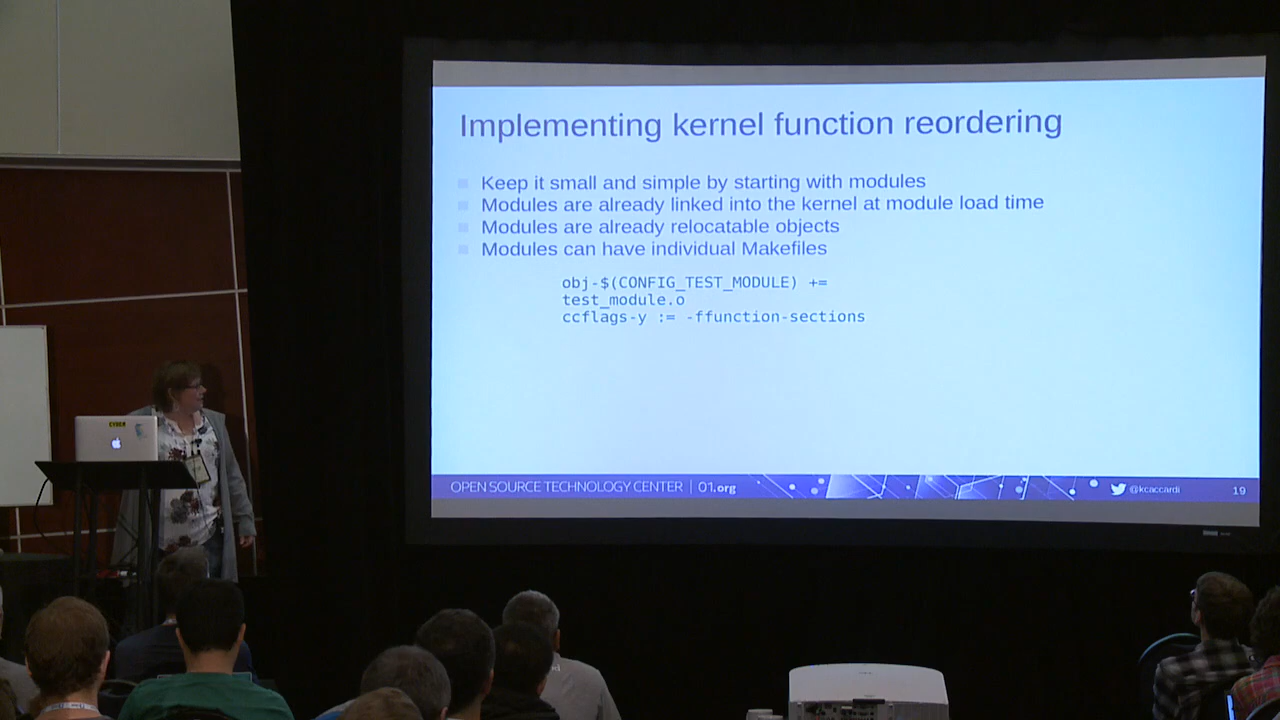 Implementing kernel function reordering
Keep it small and simple by starting with modules
Modules are already linked into the kernel at module load time
Modules are already relocatable objects
Modules can have individual Makefiles
obj-$(CONFIG_TEST_MODULE) +=
test_module.o
ccflags-y := -ffunction-sections
OPEN SOURCE TECHNOLOGY CENTER | 01.org
@kcaccardi
19